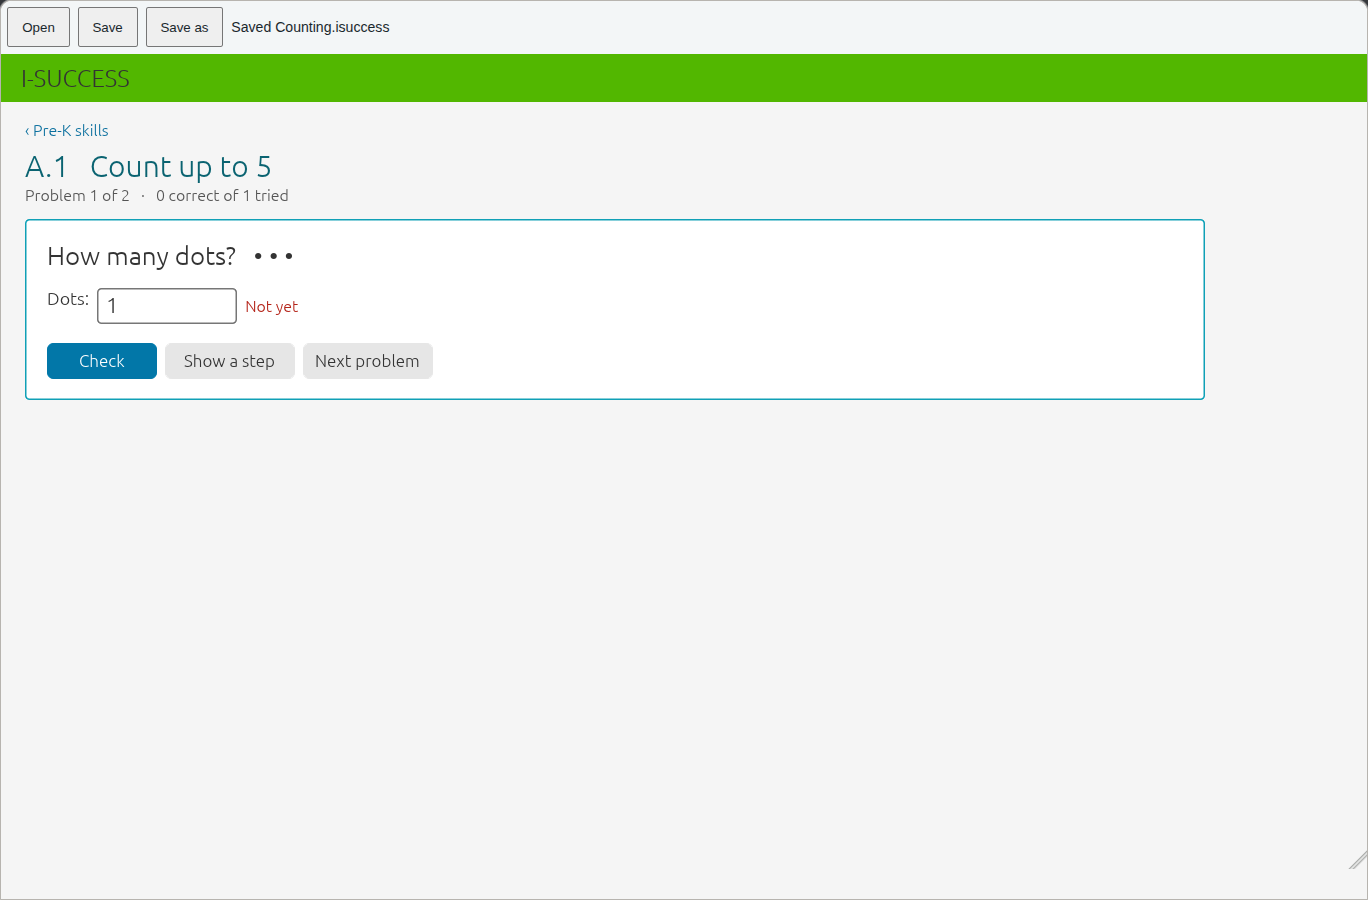 Open Save Save as Saved Counting.isuccess
I-SUCCESS
‹ Pre-K skills
A.1 Count up to 5
Problem 1 of 2 · 0 correct of 1 tried
How many dots? • • •
Dots: 1 Not yet
Check Show a step Next problem